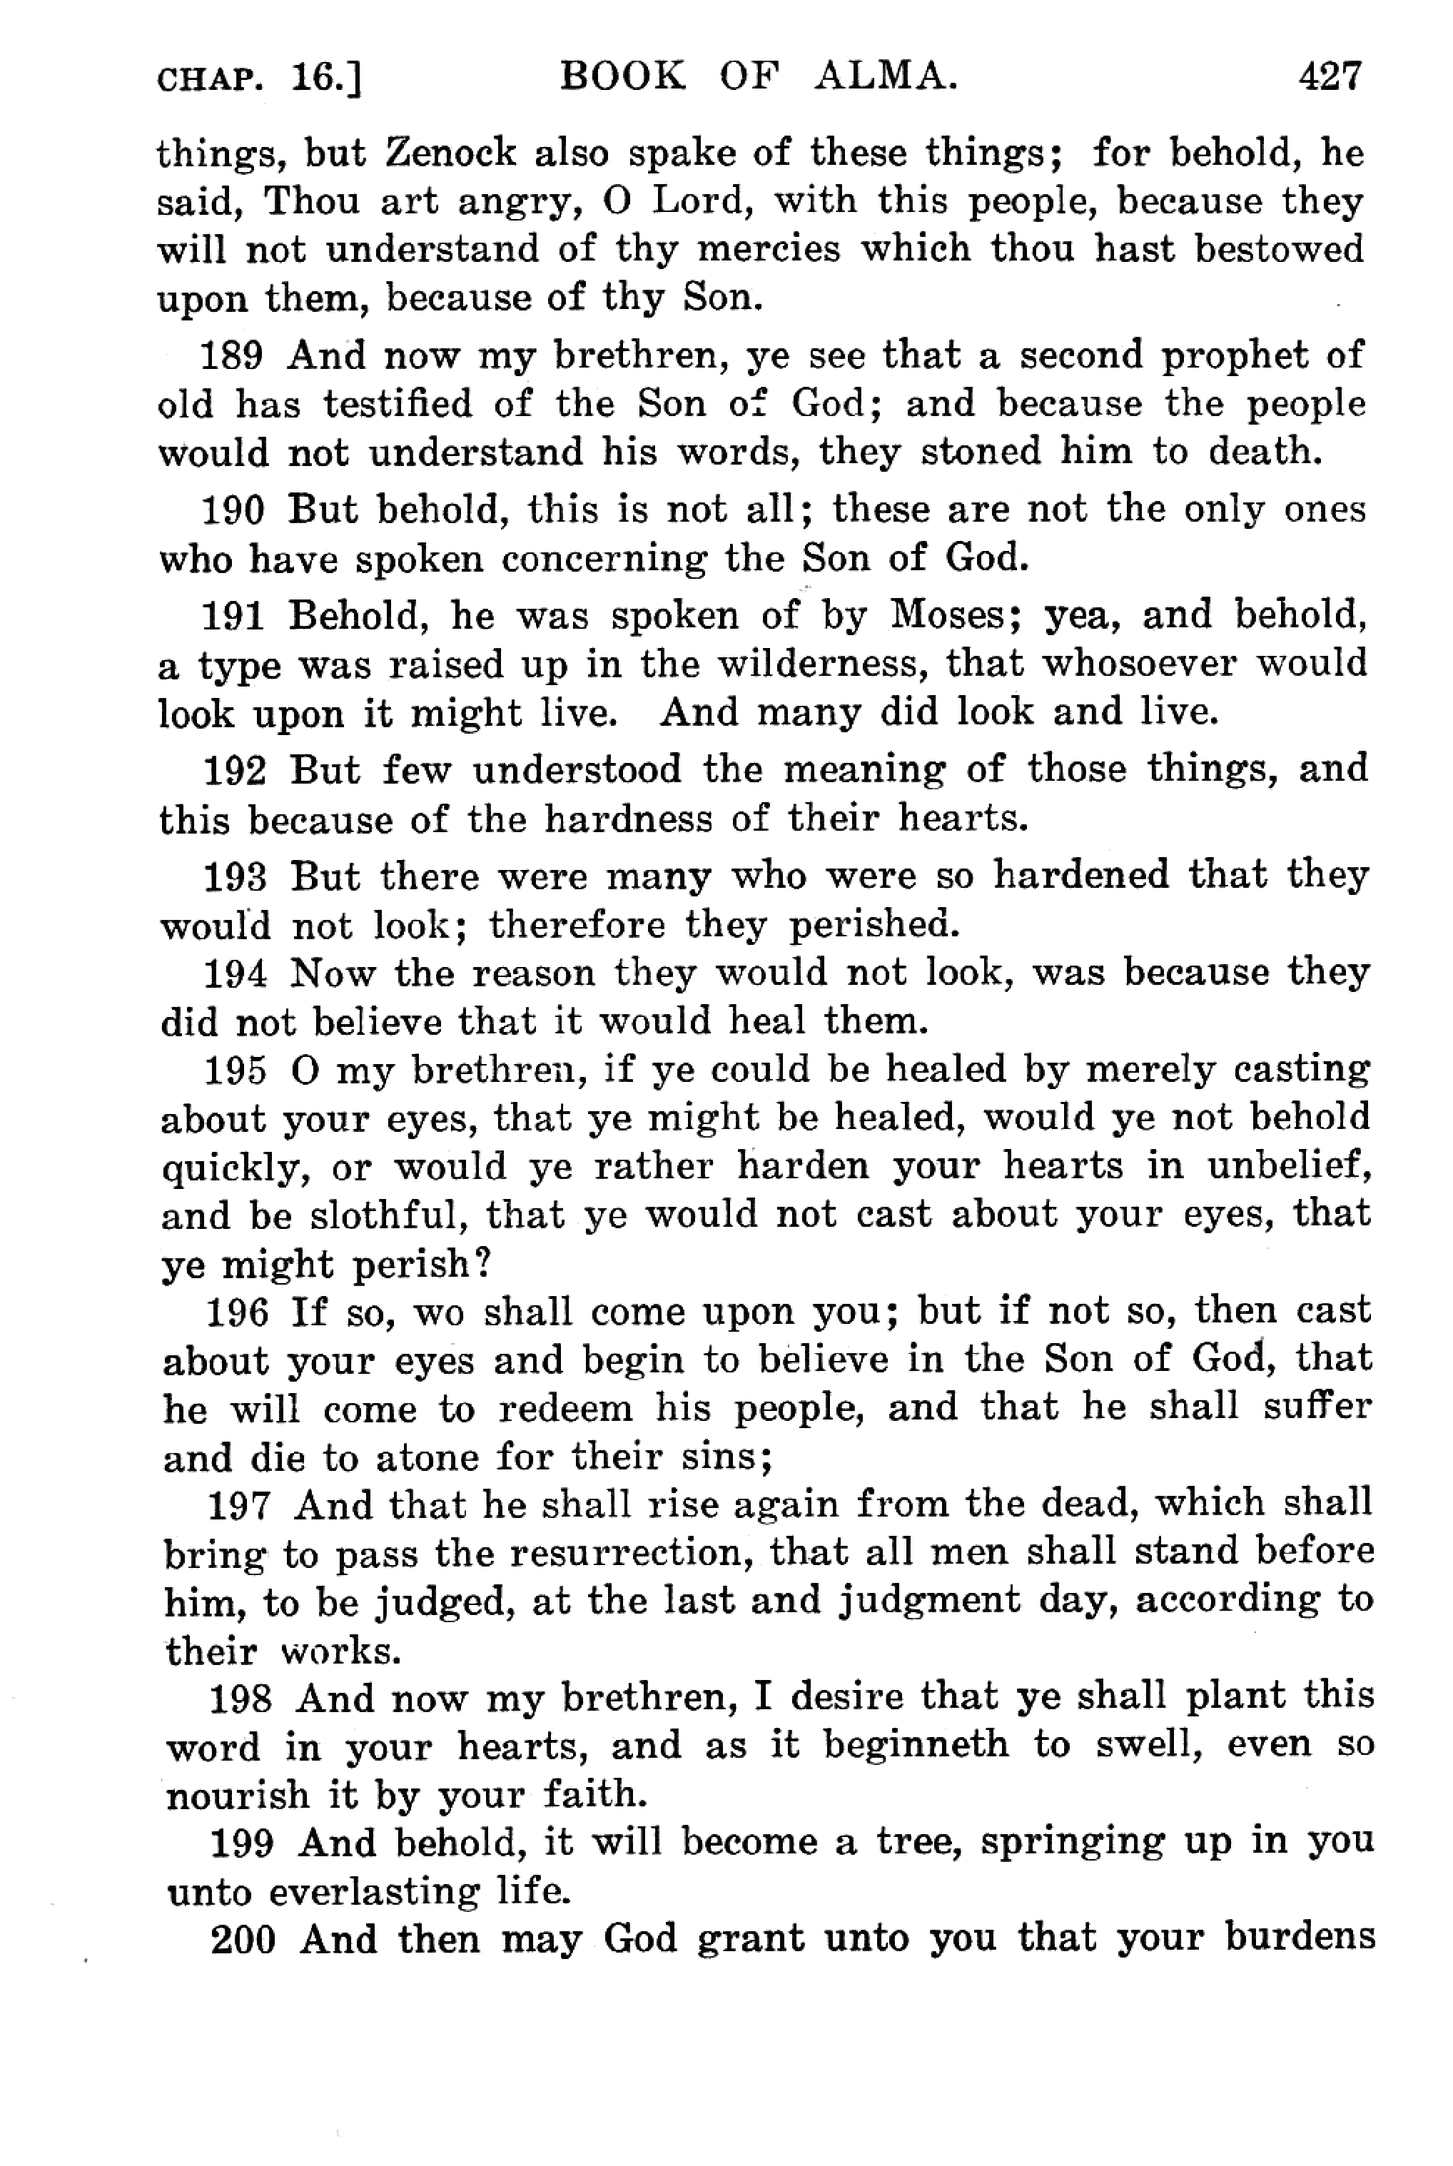 CHAP. 16.] BOOK OF ALMA. 427
things, but Zenock also spake of these things; for behold, he
said, Thou art angry, O Lord, with this people, because they
will not understand of thy mercies which thou hast bestowed
upon them, because of thy Son.
189 And now my brethren, ye see that a second prophet of
old has testified of the Son of God; and because the people
would not understand his words, they stoned him to death.
190 But behold, this is not all; these are not the only ones
who have spoken concerning the Son of God.
191 Behold, he was spoken of by Moses; yea, and behold,
a type was raised up in the wilderness, that whosoever would
look upon it might live. And many did look and live.
192 But few understood the meaning of those things, and
this because of the hardness of their hearts.
193 But there were many who were so hardened that they
would not look; therefore they perished.
194 Now the reason they would not look, was because they
did not believe that it would heal them.
195 O my brethren, if ye could be healed by merely casting
about your eyes, that ye might be healed, would ye not behold
quickly, or would ye rather harden your hearts in unbelief,
and be slothful, that ye would not cast about your eyes, that
ye might perish?
196 If so, wo shall come upon you; but if not so, then cast
about your eyes and begin to believe in the Son of God, that
he will come to redeem his people, and that he shall suffer
and die to atone for their sins;
197 And that he shall rise again from the dead, which shall
bring to pass the resurrection, that all men shall stand before
him, to be judged, at the last and judgment day, according to
their works.
198 And now my brethren, I desire that ye shall plant this
word in your hearts, and as it beginneth to swell, even so
nourish it by your faith.
199 And behold, it will become a tree, springing up in you
unto everlasting life.
200 And then may God grant unto you that your burdens